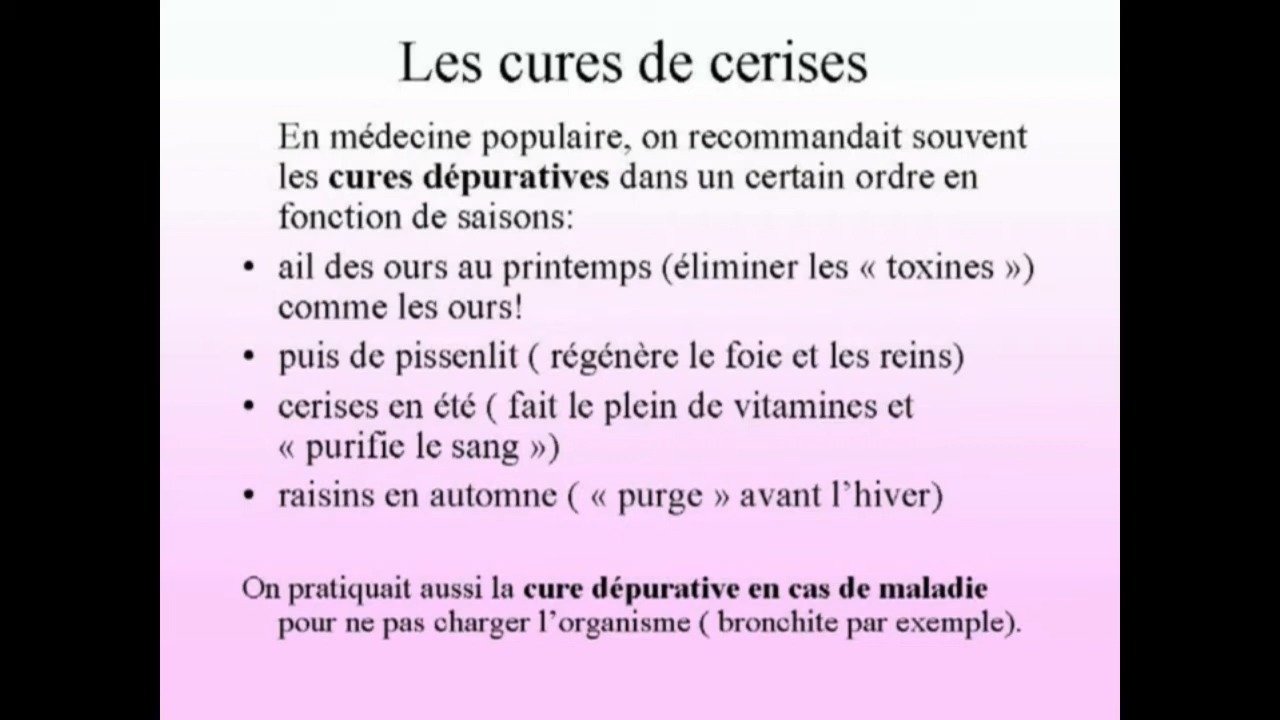 Les cures de cerises
En médecine populaire, on recommandait souvent
les cures dépuratives dans un certain ordre en
fonction de saisons:
• ail des ours au printemps (éliminer les « toxines »)
comme les ours!
• puis de pissenlit ( régénère le foie et les reins)
• cerises en été ( fait le plein de vitamines et
« purifie le sang »)
• raisins en automne ( « purge » avant l’hiver)
On pratiquait aussi la cure dépurative en cas de maladie
pour ne pas charger l’organisme ( bronchite par exemple).